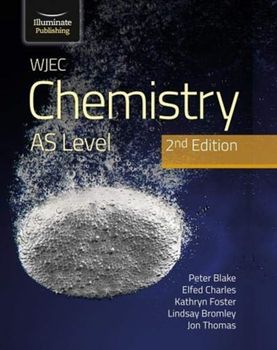 Illuminate
Publishing
WJEC
Chemistry
AS Level
2nd Edition
Peter Blake
Elfed Charles
Kathryn Foster
Lindsay Bromley
Jon Thomas